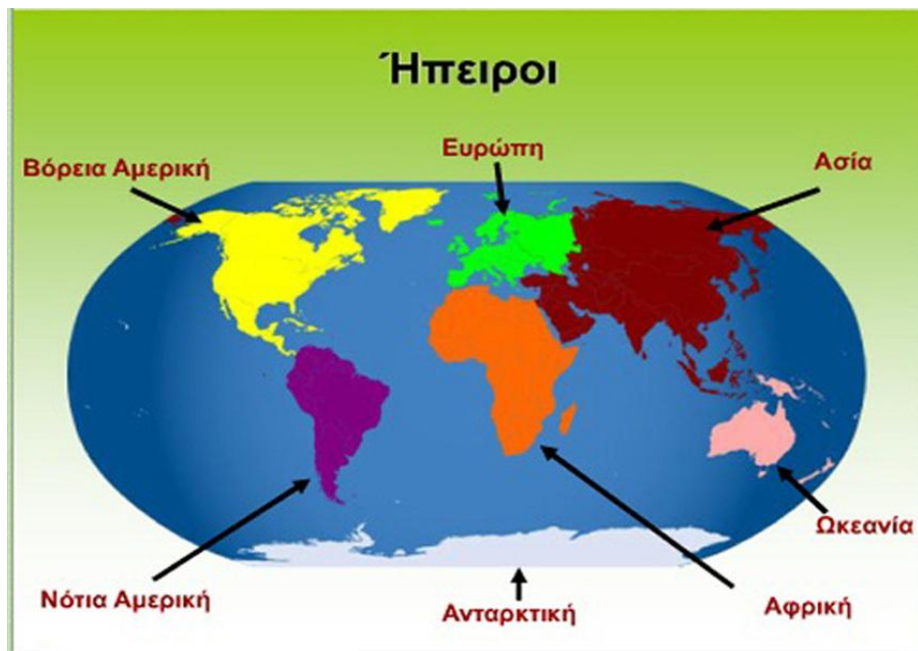 Ήπειροι
Ευρώπη
Βόρεια Αμερική
Ασία
Ωκεανία
Νότια Αμερική
Ανταρκτική
Αφρική